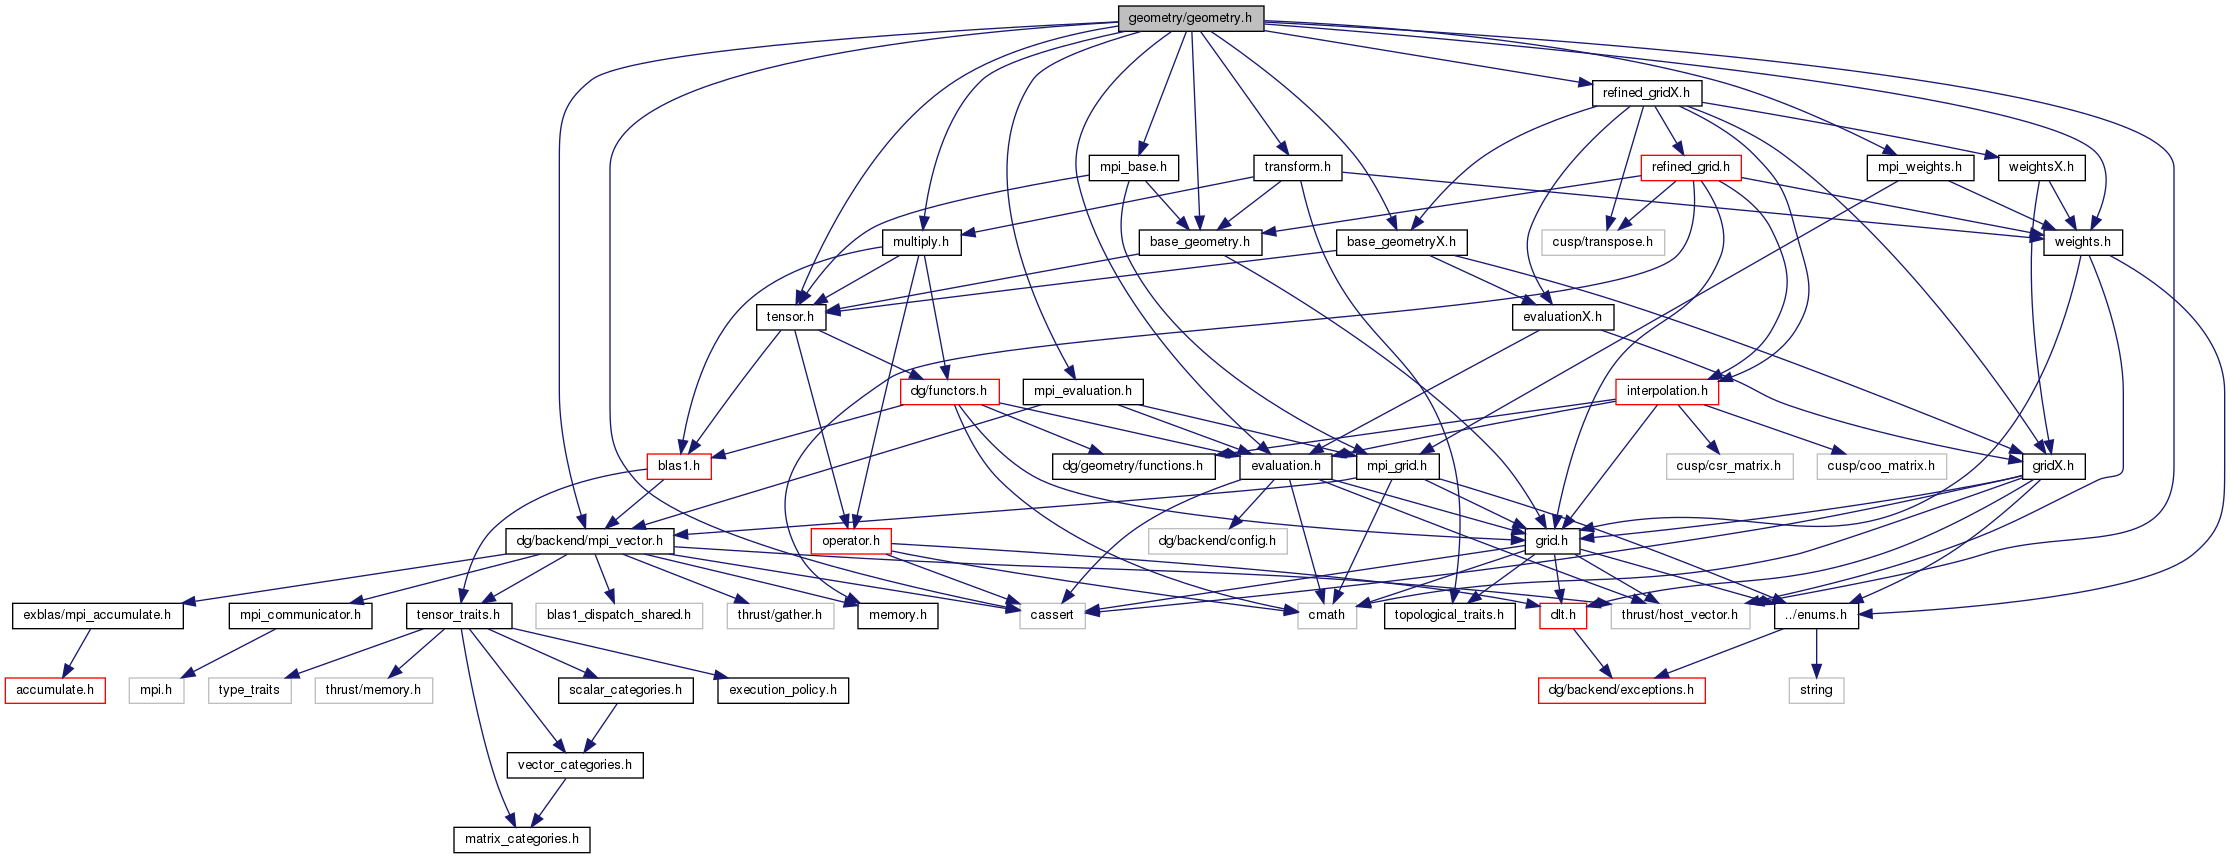 geometry/geometry.h
refined_gridX.h
mpi_base.h
transform.h
refined_grid.h
mpi_weights.h
weightsX.h
multiply.h
base_geometry.h
base_geometryX.h
cusp/transpose.h
weights.h
tensor.h
evaluationX.h
dg/functors.h
mpi_evaluation.h
interpolation.h
blas1.h
dg/geometry/functions.h
evaluation.h
mpi_grid.h
cusp/csr_matrix.h
cusp/coo_matrix.h
gridX.h
dg/backend/mpi_vector.h
operator.h
dg/backend/config.h
grid.h
exblas/mpi_accumulate.h
mpi_communicator.h
tensor_traits.h
blas1_dispatch_shared.h
thrust/gather.h
memory.h
cassert
cmath
topological_traits.h
dlt.h
thrust/host_vector.h
../enums.h
accumulate.h
mpi.h
type_traits
thrust/memory.h
scalar_categories.h
execution_policy.h
dg/backend/exceptions.h
string
vector_categories.h
matrix_categories.h